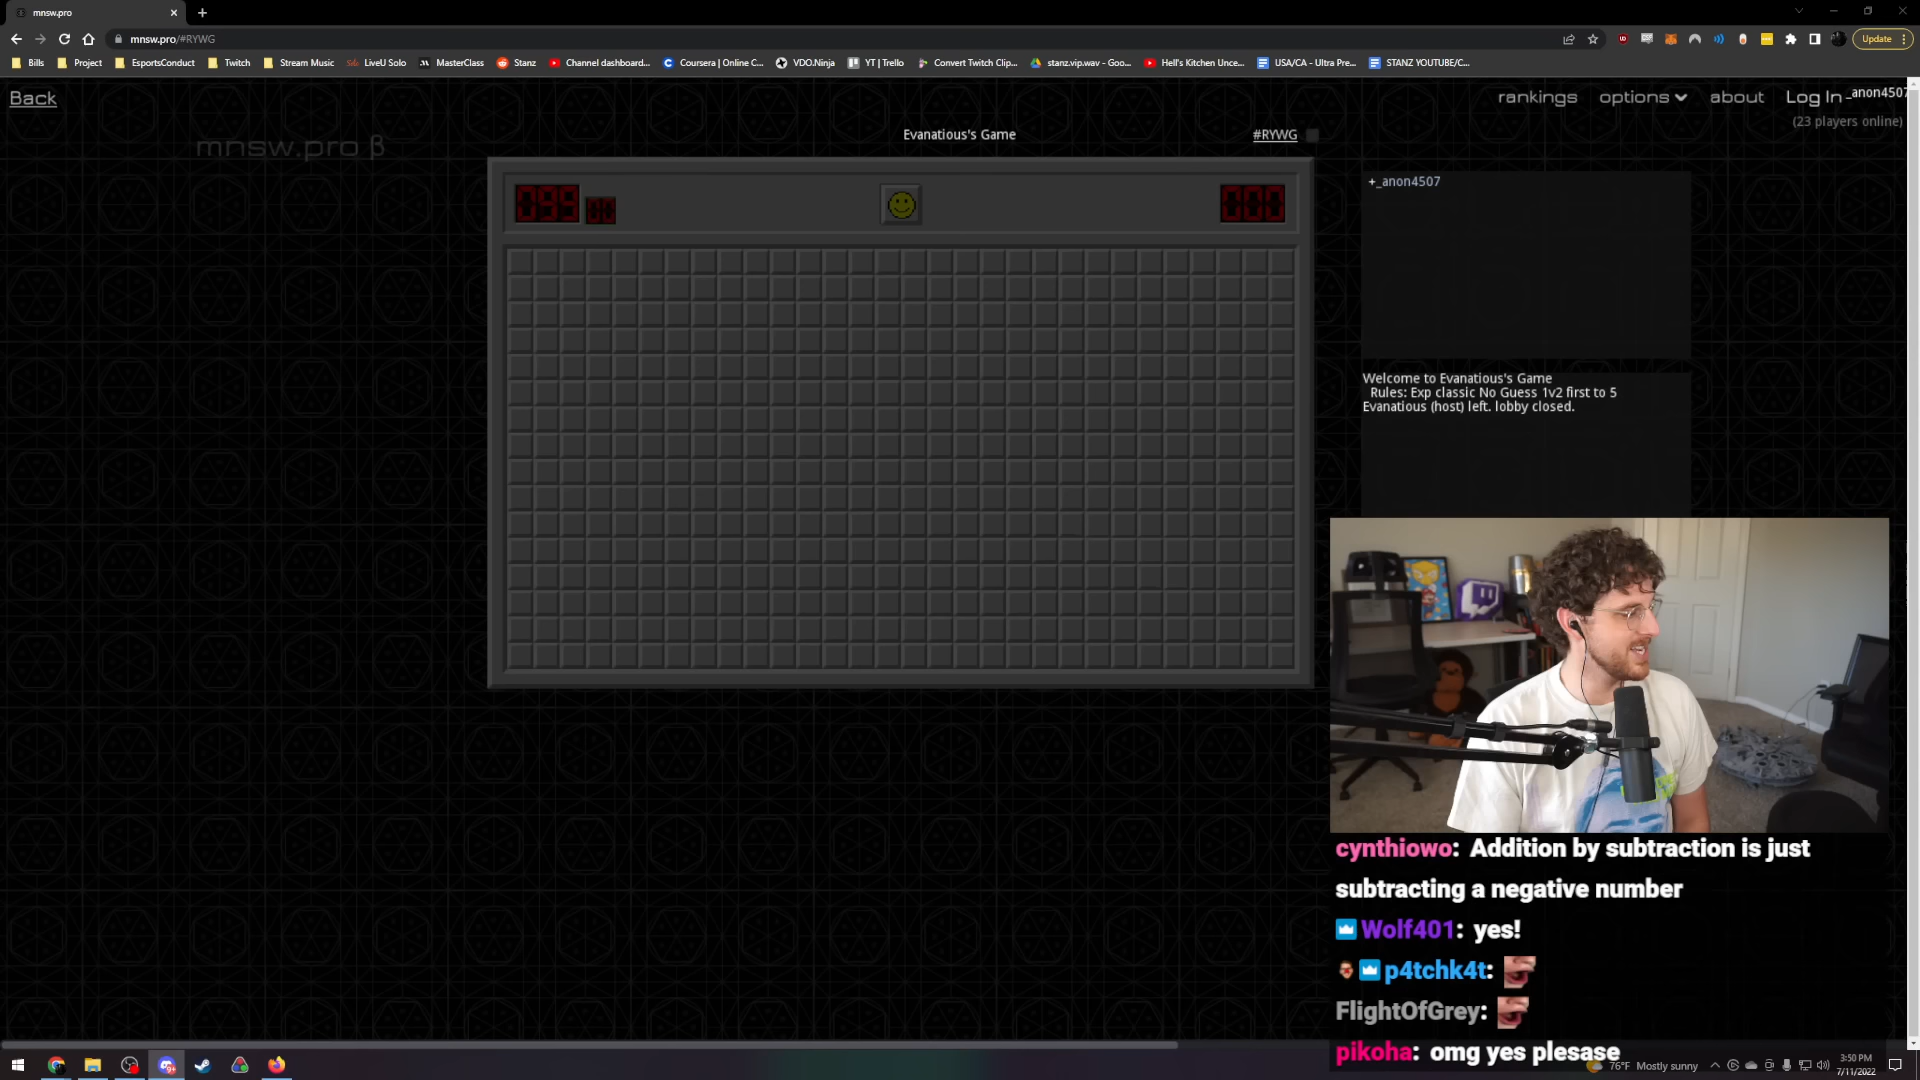 mnsw.pro
mnsw.pro/#RYWG
Update
Bills
Project
EsportsConduct
Twitch
Stream Music
LiveU Solo
MasterClass
Stanz
Channel dashboard...
Coursera | Online C...
VDO.Ninja
YT | Trello
Convert Twitch Clip...
stanz.vip.wav - Goo...
Hell's Kitchen Unce...
USA/CA - Ultra Pre...
STANZ YOUTUBE/C...
Back
rankings
options
about
Log In
_anon4507
(23 players online)
mnsw.pro β
Evanatious's Game
#RYWG
099
000
+_anon4507
Welcome to Evanatious's Game
Rules: Exp classic No Guess 1v2 first to 5
Evanatious (host) left. lobby closed.
cynthiowo: Addition by subtraction is just
subtracting a negative number
Wolf401: yes!
p4tchk4t:
FlightOfGrey:
pikoha: omg yes plesase
76°F Mostly sunny
3:50 PM
7/11/2022